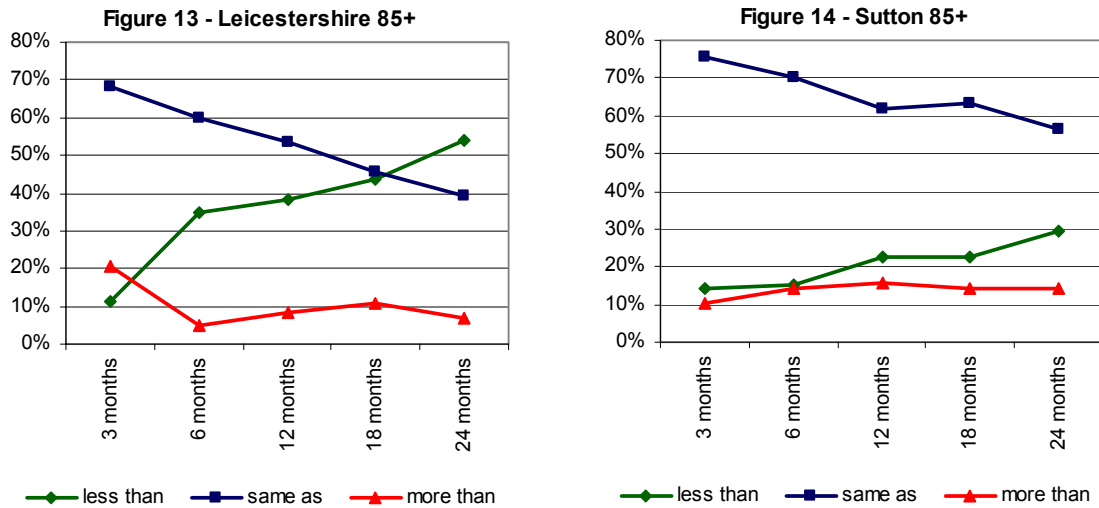 Figure 13 - Leicestershire 85+
80%
70%
60%
50%
40%
30%
20%
10%
0%
3 months
6 months
12 months
18 months
24 months
less than
same as
more than
Figure 14 - Sutton 85+
80%
70%
60%
50%
40%
30%
20%
10%
0%
3 months
6 months
12 months
18 months
24 months
less than
same as
more than